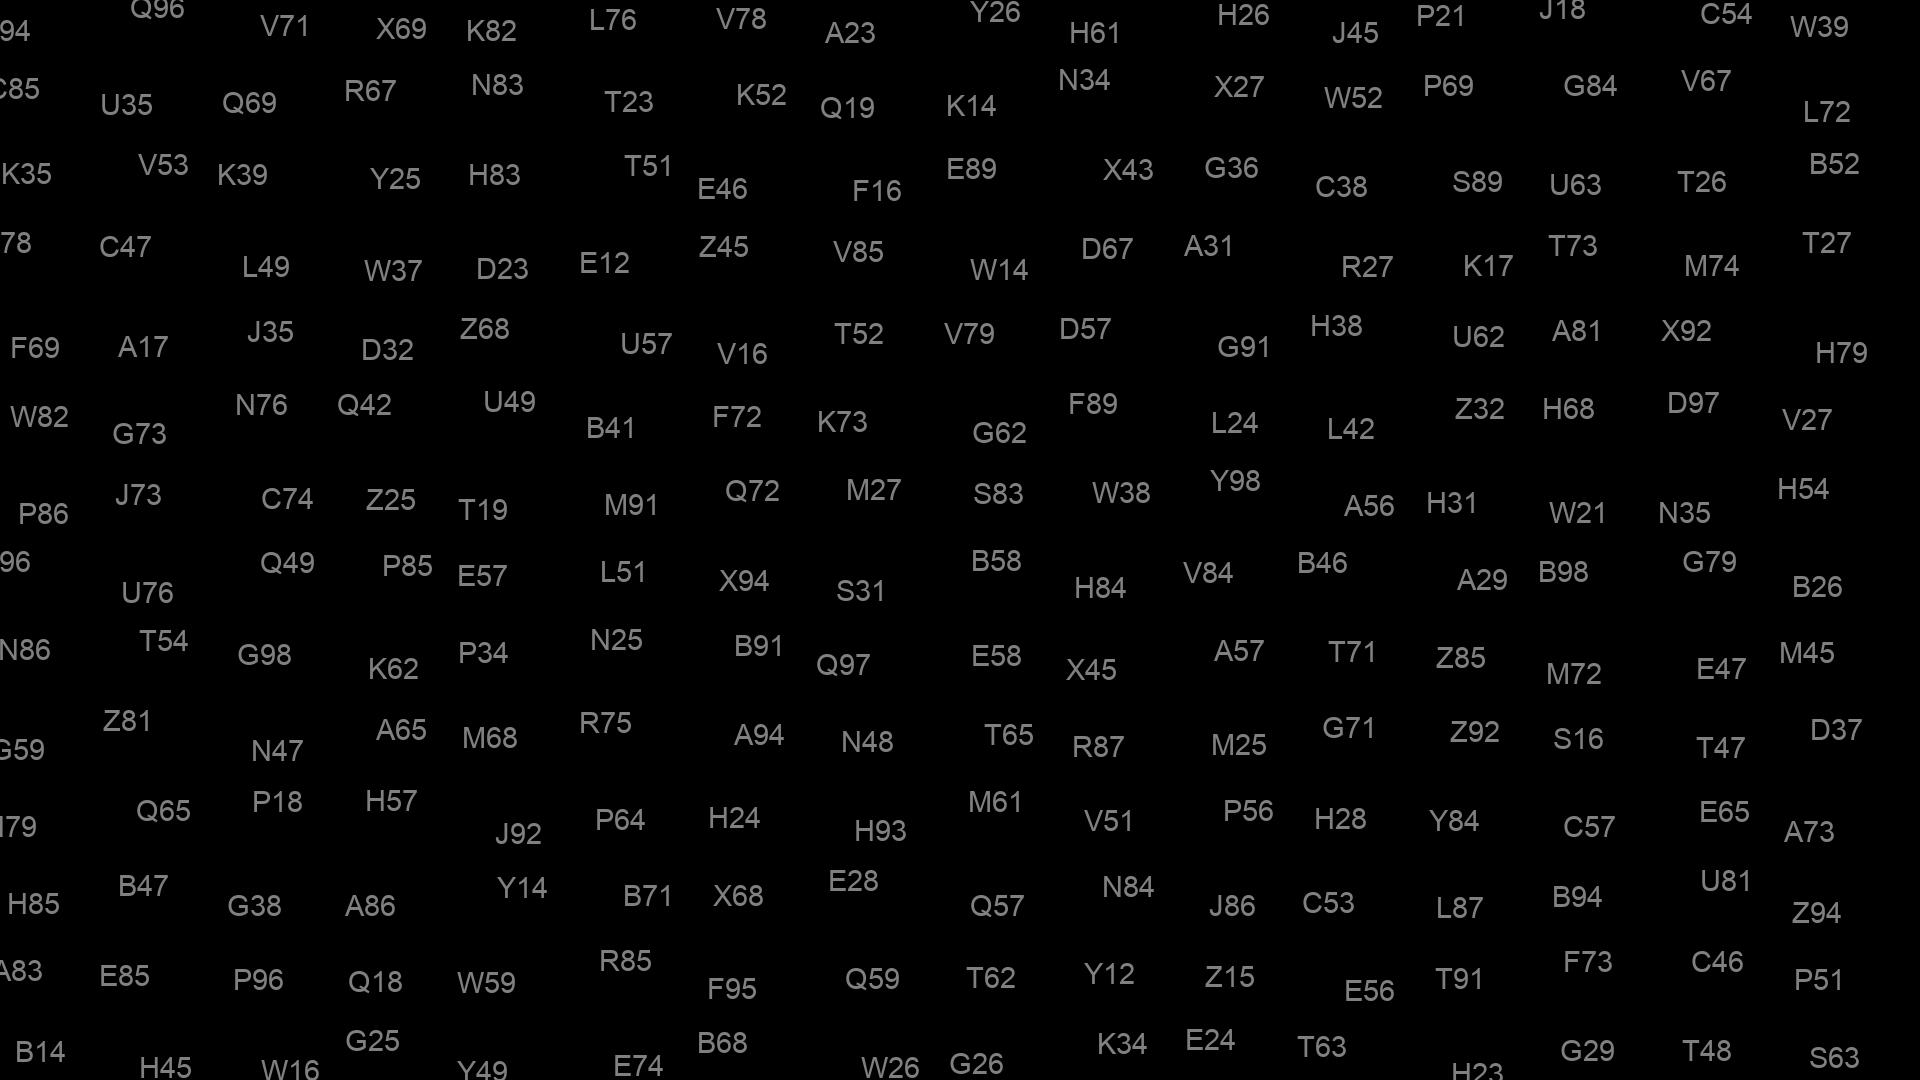 94 Q96 V71 X69 K82 L76 V78 A23 Y26 H61 H26 J45 P21 J18 C54 W39
C85 U35 Q69 R67 N83 T23 K52 Q19 K14 N34 X27 W52 P69 G84 V67 L72
K35 V53 K39 Y25 H83 T51 E46 F16 E89 X43 G36 C38 S89 U63 T26 B52
78 C47 L49 W37 D23 E12 Z45 V85 W14 D67 A31 R27 K17 T73 M74 T27
F69 A17 J35 D32 Z68 U57 V16 T52 V79 D57 G91 H38 U62 A81 X92 H79
W82 G73 N76 Q42 U49 B41 F72 K73 G62 F89 L24 L42 Z32 H68 D97 V27
P86 J73 C74 Z25 T19 M91 Q72 M27 S83 W38 Y98 A56 H31 W21 N35 H54
96 U76 Q49 P85 E57 L51 X94 S31 B58 H84 V84 B46 A29 B98 G79 B26
N86 T54 G98 K62 P34 N25 B91 Q97 E58 X45 A57 T71 Z85 M72 E47 M45
G59 Z81 N47 A65 M68 R75 A94 N48 T65 R87 M25 G71 Z92 S16 T47 D37
79 Q65 P18 H57 J92 P64 H24 H93 M61 V51 P56 H28 Y84 C57 E65 A73
H85 B47 G38 A86 Y14 B71 X68 E28 Q57 N84 J86 C53 L87 B94 U81 Z94
A83 E85 P96 Q18 W59 R85 F95 Q59 T62 Y12 Z15 E56 T91 F73 C46 P51
B14 H45 W16 G25 Y49 E74 B68 W26 G26 K34 E24 T63 H23 G29 T48 S63